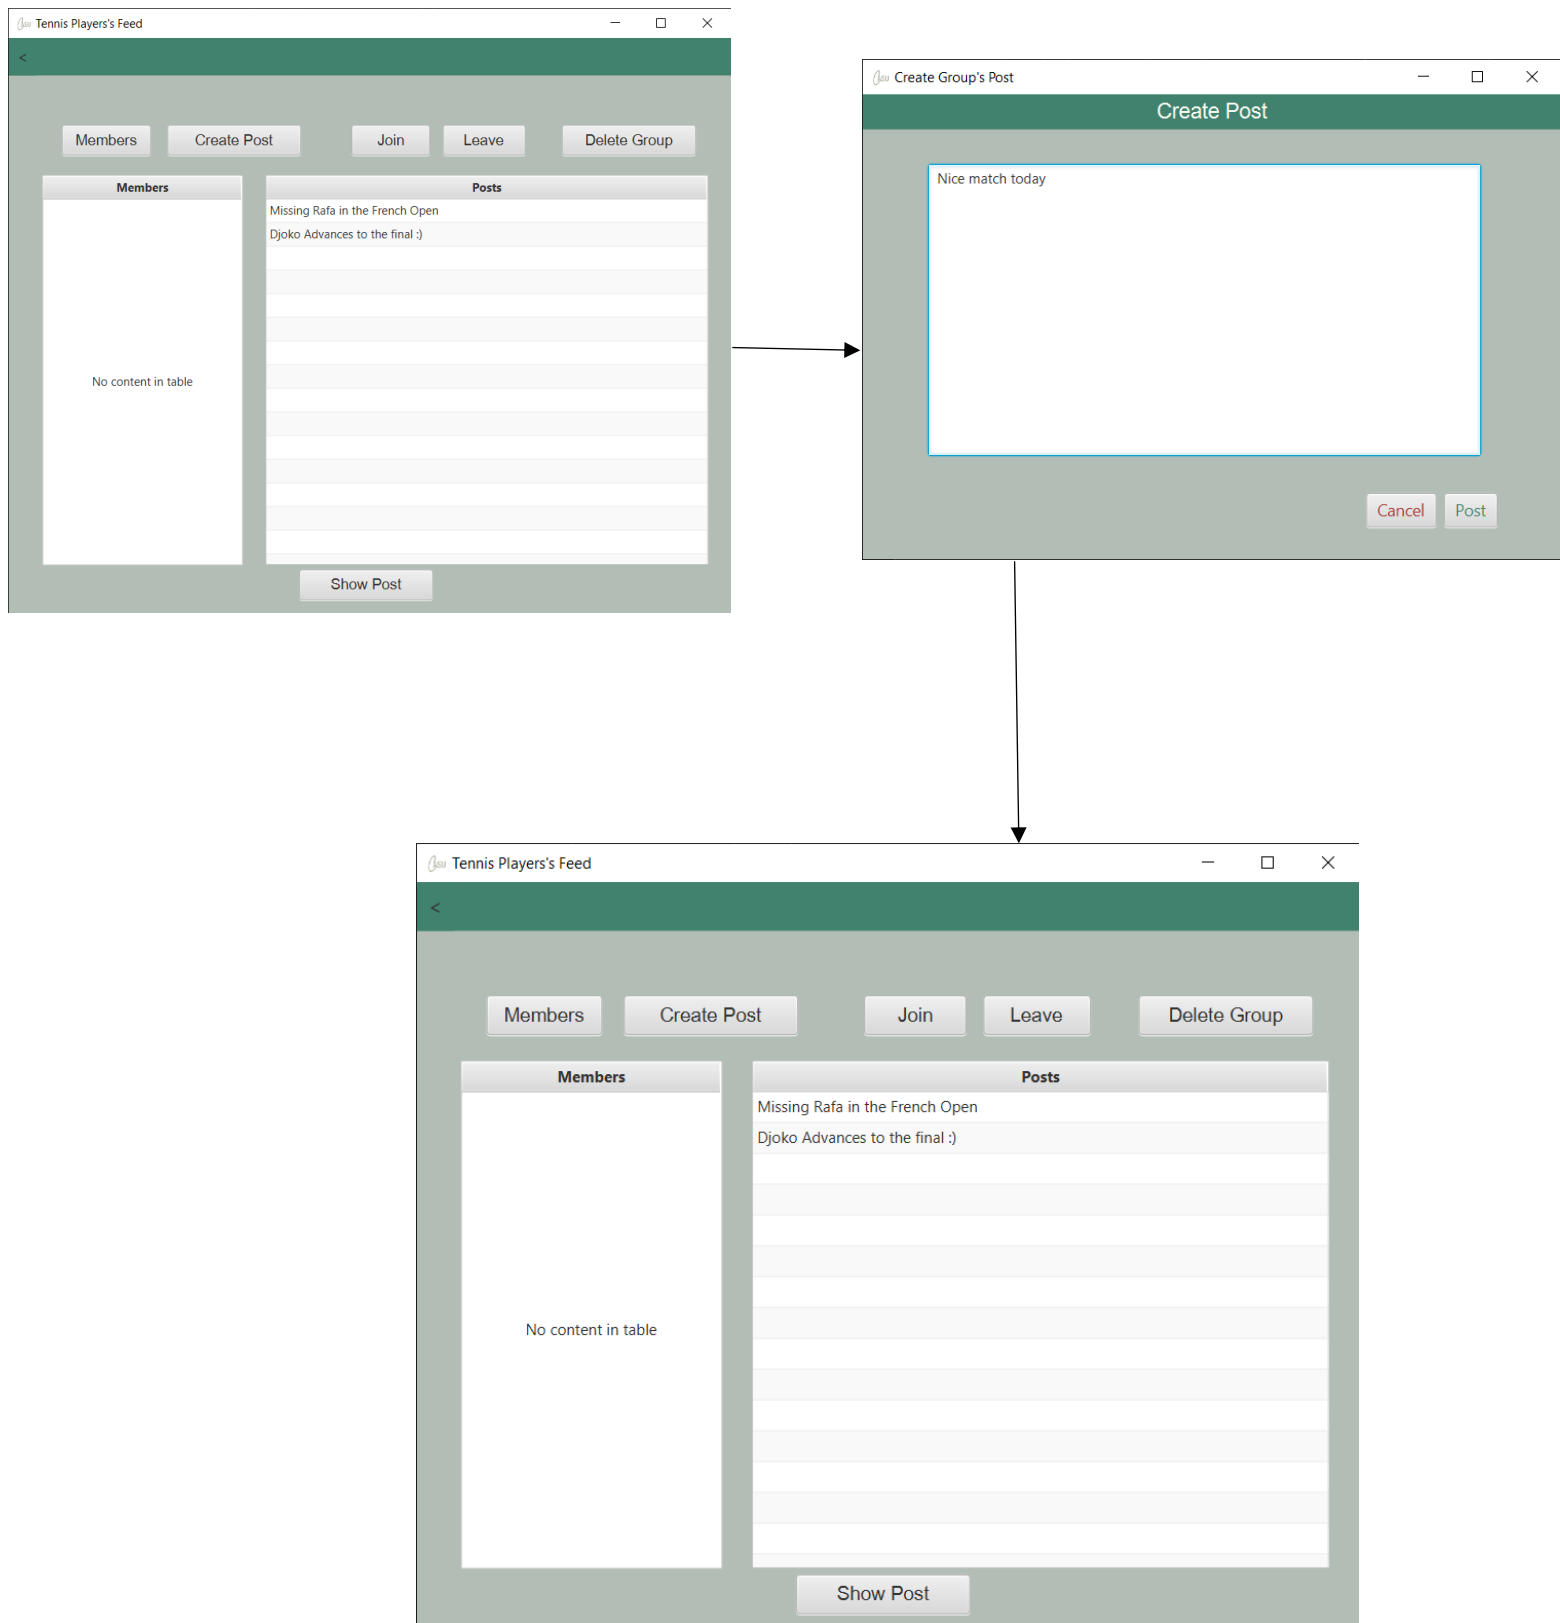 Tennis Players's Feed
<
Members Create Post Join Leave Delete Group
Members Posts
Missing Rafa in the French Open
Djoko Advances to the final :)
No content in table
Show Post
Create Group's Post
Create Post
Nice match today
Cancel Post
Tennis Players's Feed
<
Members Create Post Join Leave Delete Group
Members Posts
Missing Rafa in the French Open
Djoko Advances to the final :)
No content in table
Show Post